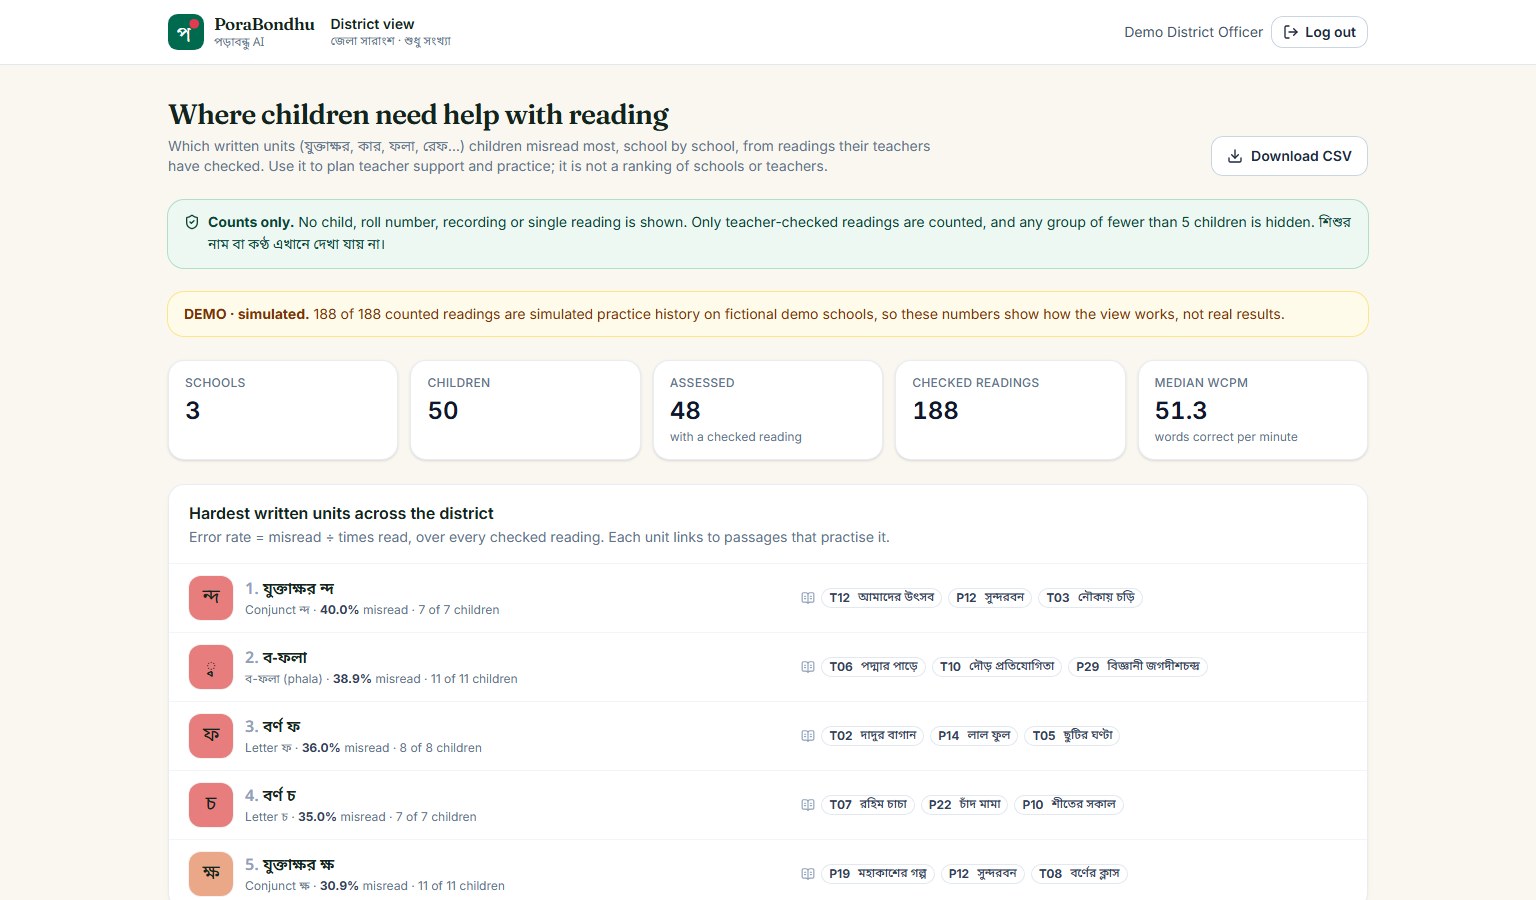 প PoraBondhu
পড়াবন্ধু AI
District view
জেলা সারাংশ · শুধু সংখ্যা
Demo District Officer
Log out
Where children need help with reading
Which written units (যুক্তাক্ষর, কার, ফলা, রেফ…) children misread most, school by school, from readings their teachers
have checked. Use it to plan teacher support and practice; it is not a ranking of schools or teachers.
Download CSV
Counts only. No child, roll number, recording or single reading is shown. Only teacher-checked readings are counted, and any group of fewer than 5 children is hidden. শিশুর
নাম বা কণ্ঠ এখানে দেখা যায় না।
DEMO · simulated. 188 of 188 counted readings are simulated practice history on fictional demo schools, so these numbers show how the view works, not real results.
SCHOOLS
3
CHILDREN
50
ASSESSED
48
with a checked reading
CHECKED READINGS
188
MEDIAN WCPM
51.3
words correct per minute
Hardest written units across the district
Error rate = misread ÷ times read, over every checked reading. Each unit links to passages that practise it.
ন্দ
1. যুক্তাক্ষর ন্দ
Conjunct ন্দ · 40.0% misread · 7 of 7 children
T12 আমাদের উৎসব P12 সুন্দরবন T03 নৌকায় চড়ি
্ব
2. ব-ফলা
ব-ফলা (phala) · 38.9% misread · 11 of 11 children
T06 পদ্মার পাড়ে T10 দৌড় প্রতিযোগিতা P29 বিজ্ঞানী জগদীশচন্দ্র
ফ
3. বর্ণ ফ
Letter ফ · 36.0% misread · 8 of 8 children
T02 দাদুর বাগান P14 লাল ফুল T05 ছুটির ঘণ্টা
চ
4. বর্ণ চ
Letter চ · 35.0% misread · 7 of 7 children
T07 রহিম চাচা P22 চাঁদ মামা P10 শীতের সকাল
ক্ষ
5. যুক্তাক্ষর ক্ষ
Conjunct ক্ষ · 30.9% misread · 11 of 11 children
P19 মহাকাশের গল্প P12 সুন্দরবন T08 বর্ণের ক্লাস